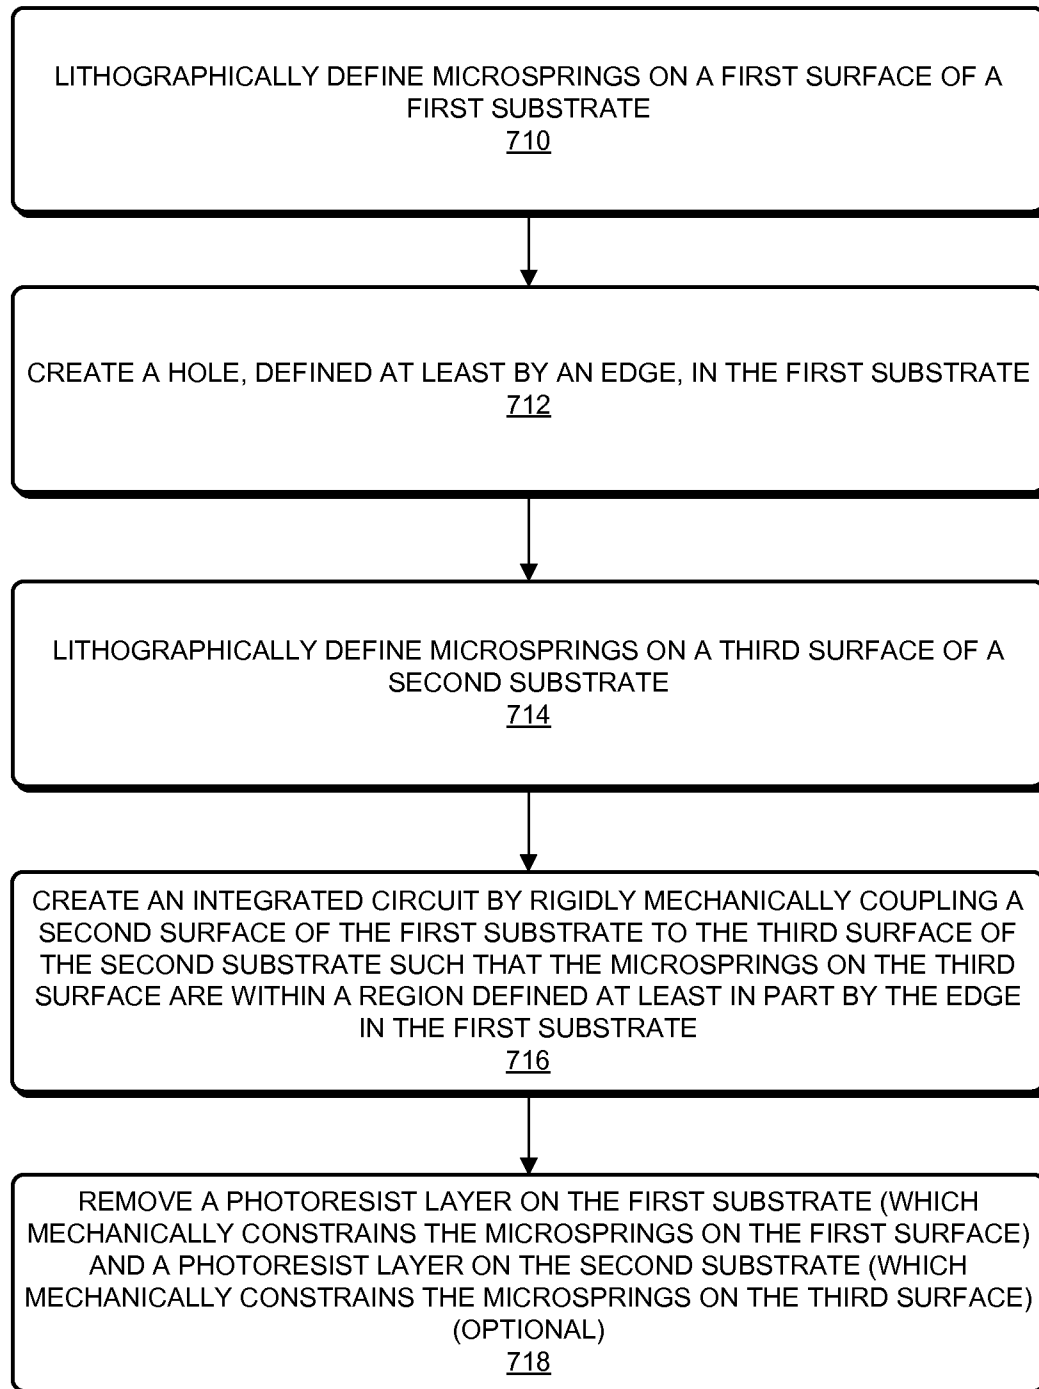 LITHOGRAPHICALLY DEFINE MICROSPRINGS ON A FIRST SURFACE OF A
FIRST SUBSTRATE
710
CREATE A HOLE, DEFINED AT LEAST BY AN EDGE, IN THE FIRST SUBSTRATE
712
LITHOGRAPHICALLY DEFINE MICROSPRINGS ON A THIRD SURFACE OF A
SECOND SUBSTRATE
714
CREATE AN INTEGRATED CIRCUIT BY RIGIDLY MECHANICALLY COUPLING A
SECOND SURFACE OF THE FIRST SUBSTRATE TO THE THIRD SURFACE OF
THE SECOND SUBSTRATE SUCH THAT THE MICROSPRINGS ON THE THIRD
SURFACE ARE WITHIN A REGION DEFINED AT LEAST IN PART BY THE EDGE
IN THE FIRST SUBSTRATE
716
REMOVE A PHOTORESIST LAYER ON THE FIRST SUBSTRATE (WHICH
MECHANICALLY CONSTRAINS THE MICROSPRINGS ON THE FIRST SURFACE)
AND A PHOTORESIST LAYER ON THE SECOND SUBSTRATE (WHICH
MECHANICALLY CONSTRAINS THE MICROSPRINGS ON THE THIRD SURFACE)
(OPTIONAL)
718